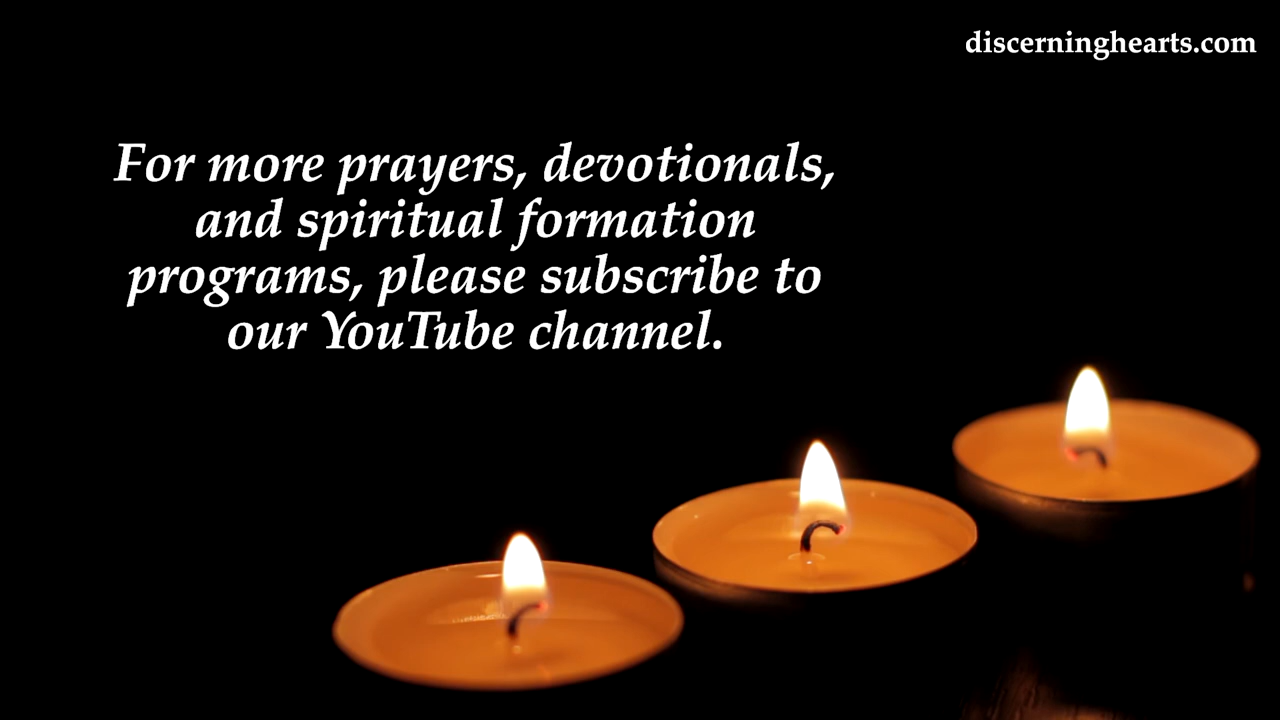 discerninghearts.com
For more prayers, devotionals,
and spiritual formation
programs, please subscribe to
our YouTube channel.